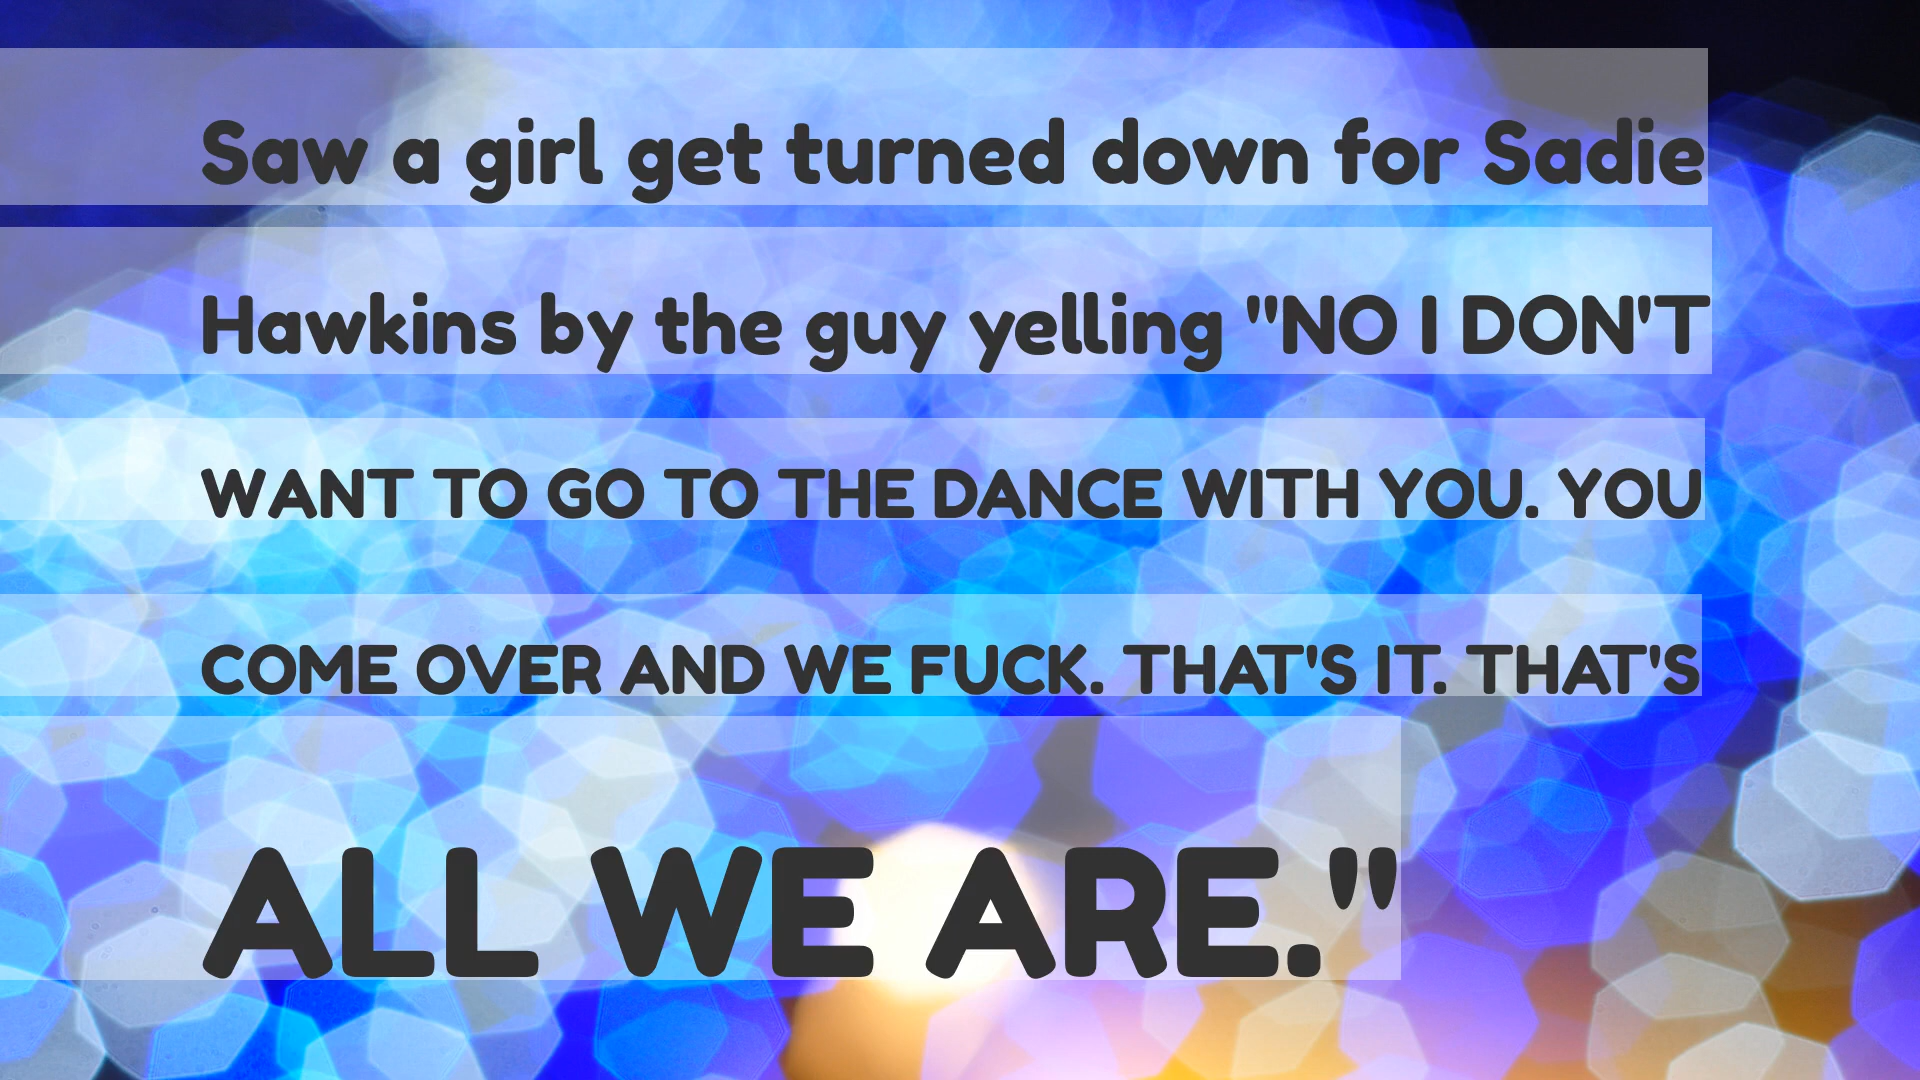 Saw a girl get turned down for Sadie
Hawkins by the guy yelling "NO I DON'T
WANT TO GO TO THE DANCE WITH YOU. YOU
COME OVER AND WE FUCK. THAT'S IT. THAT'S
ALL WE ARE."